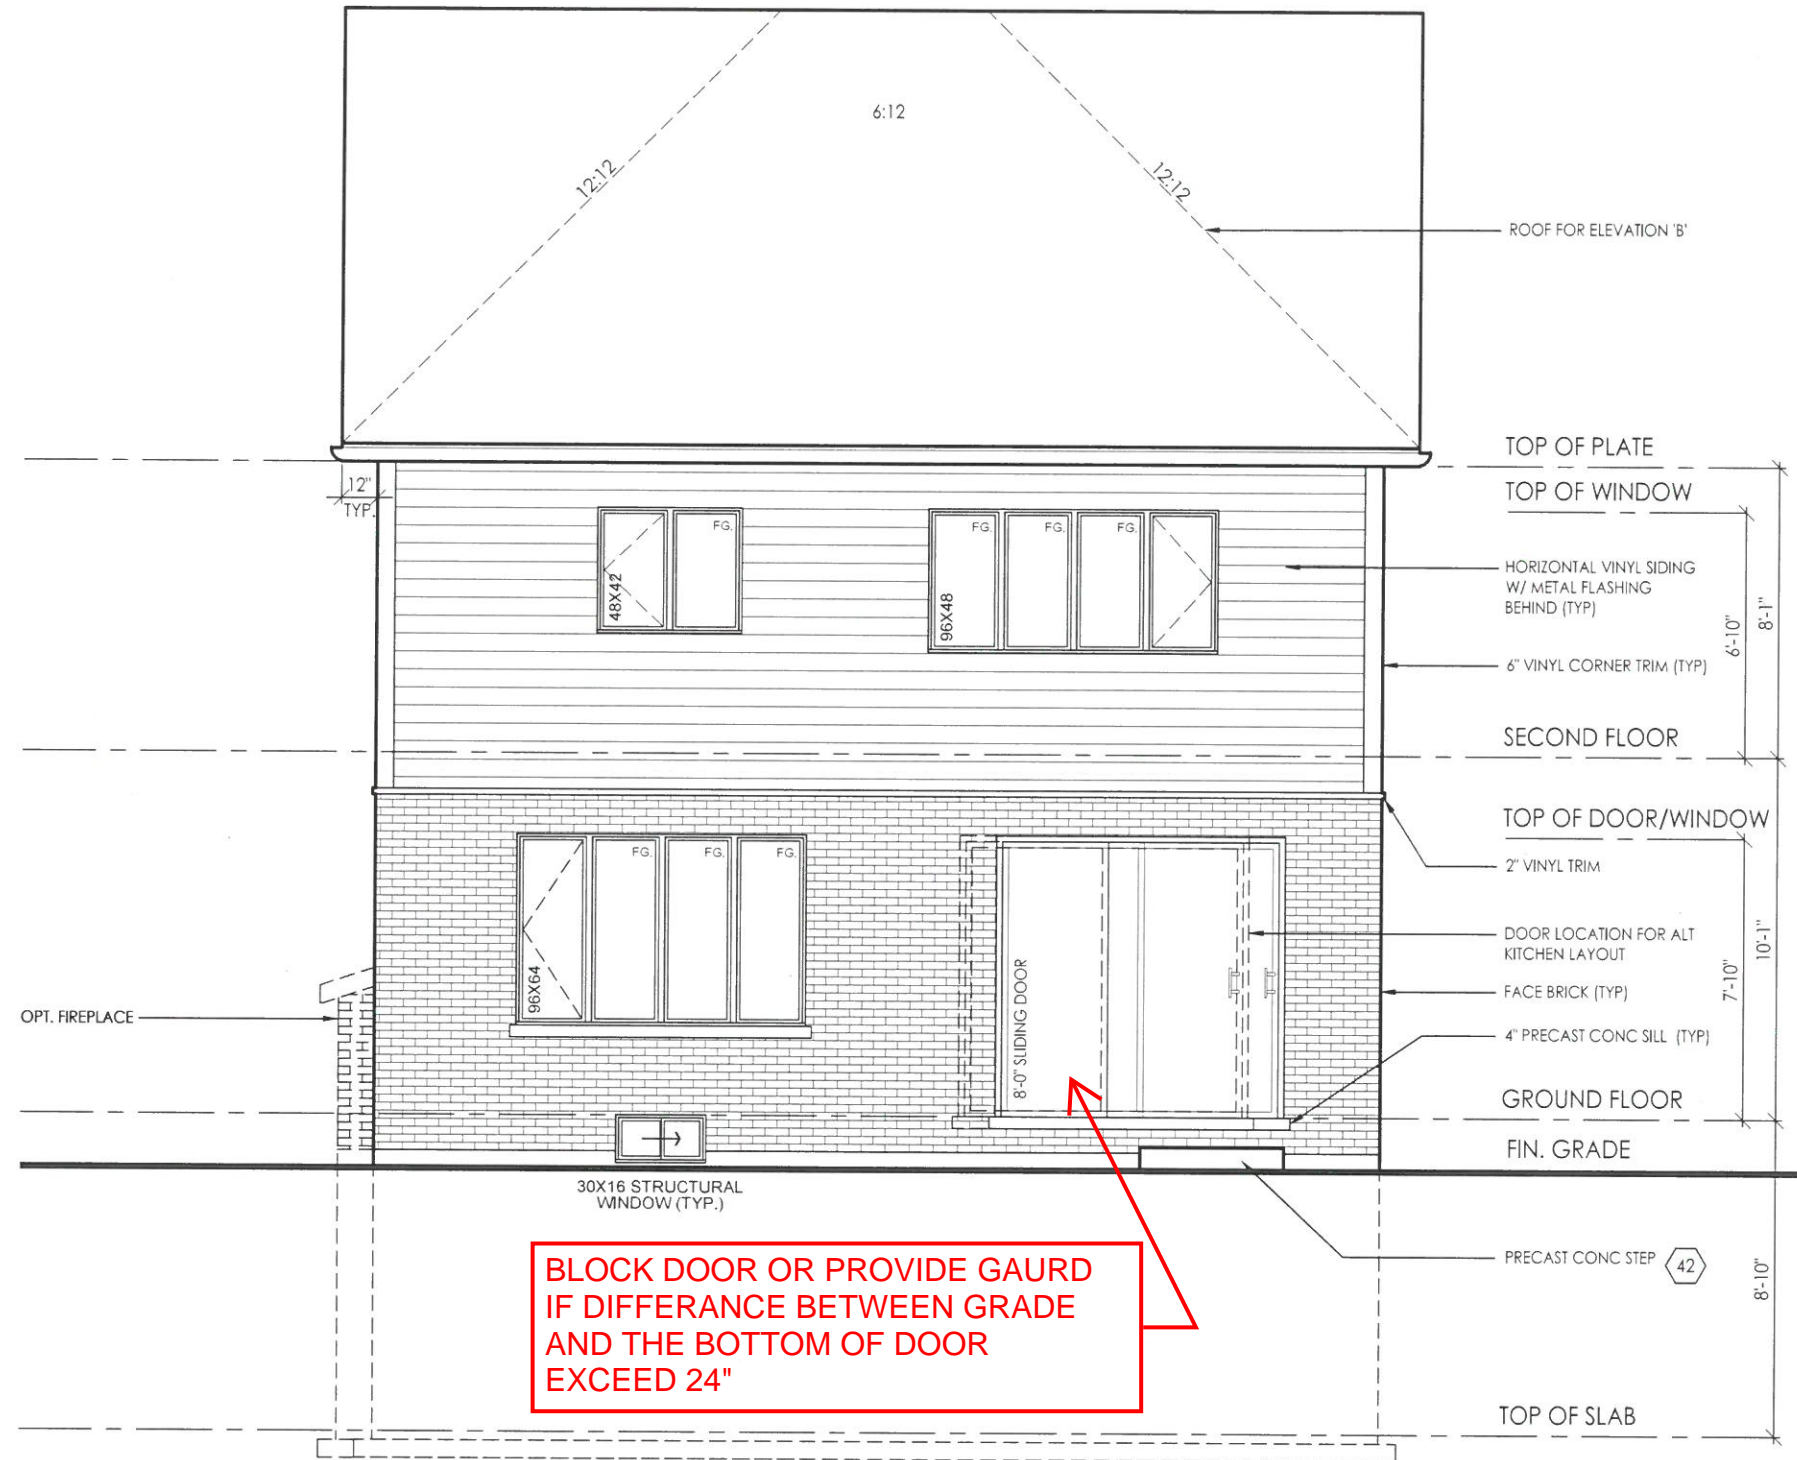 6:12
12:12
12:12
ROOF FOR ELEVATION 'B'
TOP OF PLATE
12"
TYP.
TOP OF WINDOW
FG.
FG.
FG.
FG.
48X42
96X48
HORIZONTAL VINYL SIDING
W/ METAL FLASHING
BEHIND (TYP)
6'-10"
8'-1"
6" VINYL CORNER TRIM (TYP)
SECOND FLOOR
TOP OF DOOR/WINDOW
FG.
FG.
FG.
2" VINYL TRIM
96X64
8'-0" SLIDING DOOR
DOOR LOCATION FOR ALT
KITCHEN LAYOUT
7'-10"
10'-1"
FACE BRICK (TYP)
OPT. FIREPLACE
4" PRECAST CONC SILL (TYP)
GROUND FLOOR
FIN. GRADE
30X16 STRUCTURAL
WINDOW (TYP.)
PRECAST CONC STEP 42
8'-10"
BLOCK DOOR OR PROVIDE GAURD
IF DIFFERANCE BETWEEN GRADE
AND THE BOTTOM OF DOOR
EXCEED 24"
TOP OF SLAB